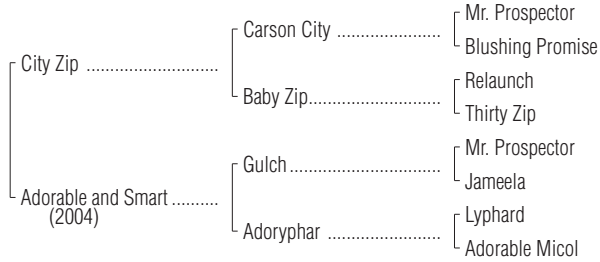 Mr. Prospector
Carson City ......................
Blushing Promise
City Zip ...........................
Relaunch
Baby Zip...........................
Thirty Zip
Mr. Prospector
Gulch...............................
Jameela
Adorable and Smart ..........
(2004)
Lyphard
Adoryphar .......................
Adorable Micol